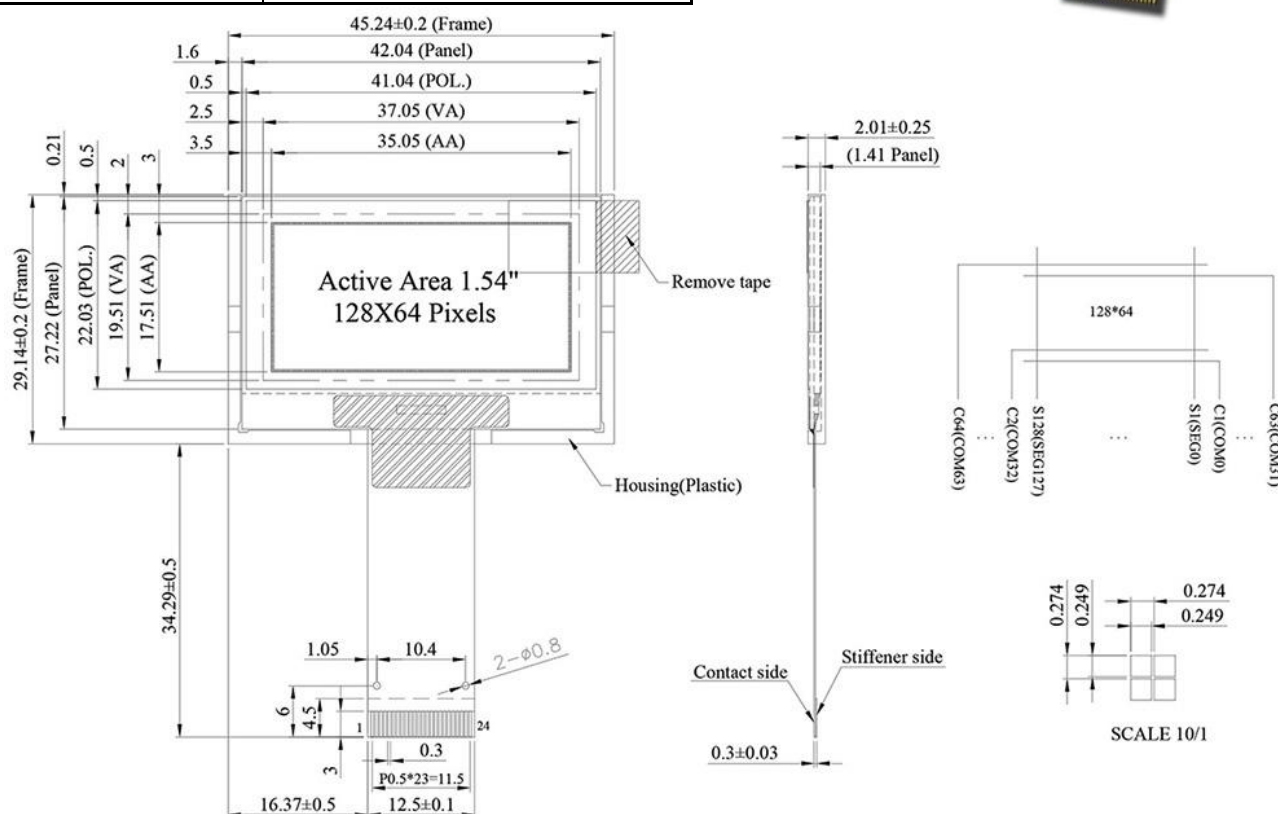 45.24±0.2 (Frame)
1.6
42.04 (Panel)
0.5
41.04 (POL.)
2.5
37.05 (VA)
3.5
35.05 (AA)
0.21
0.5
2
3
29.14±0.2 (Frame)
27.22 (Panel)
22.03 (POL.)
19.51 (VA)
17.51 (AA)
Active Area 1.54"
128X64 Pixels
Remove tape
Housing(Plastic)
34.29±0.5
1.05
10.4
2-ø0.8
6
4.5
3
1
24
0.3
P0.5*23=11.5
16.37±0.5
12.5±0.1
2.01±0.25
(1.41 Panel)
Contact side
Stiffener side
0.3±0.03
128*64
C64(COM63)
...
C2(COM32)
S128(SEG127)
...
S1(SEG0)
C1(COM0)
...
C63(COM31)
0.274
0.249
0.274
0.249
SCALE 10/1